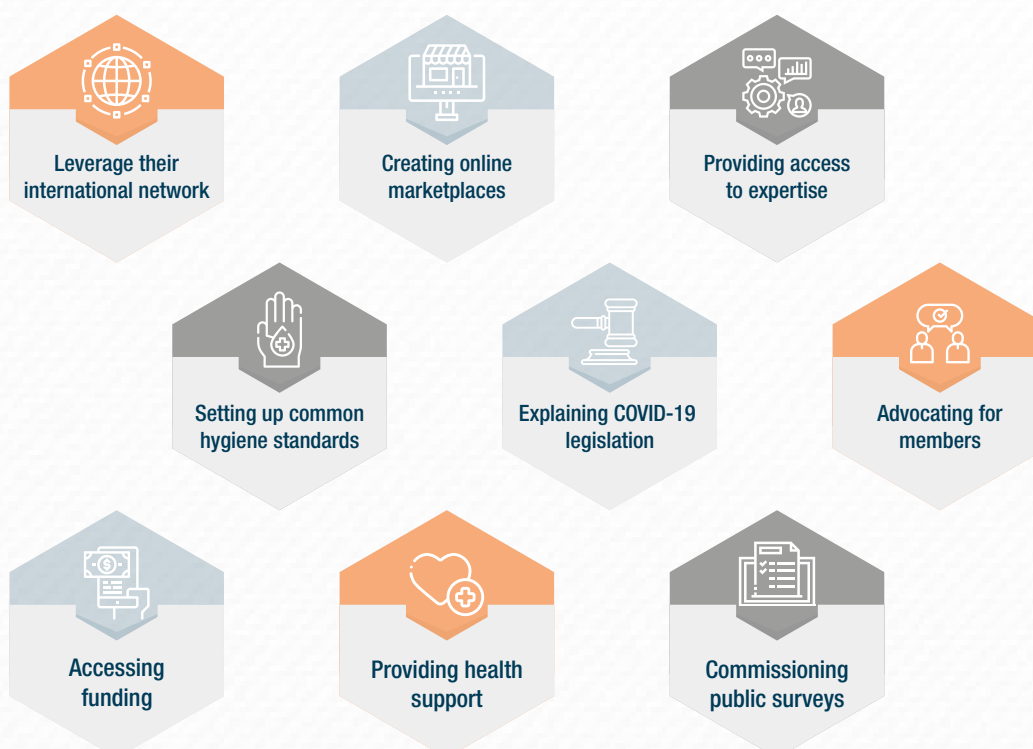 Leverage their
international network
Creating online
marketplaces
Providing access
to expertise
Setting up common
hygiene standards
Explaining COVID-19
legislation
Advocating for
members
Accessing
funding
Providing health
support
Commissioning
public surveys